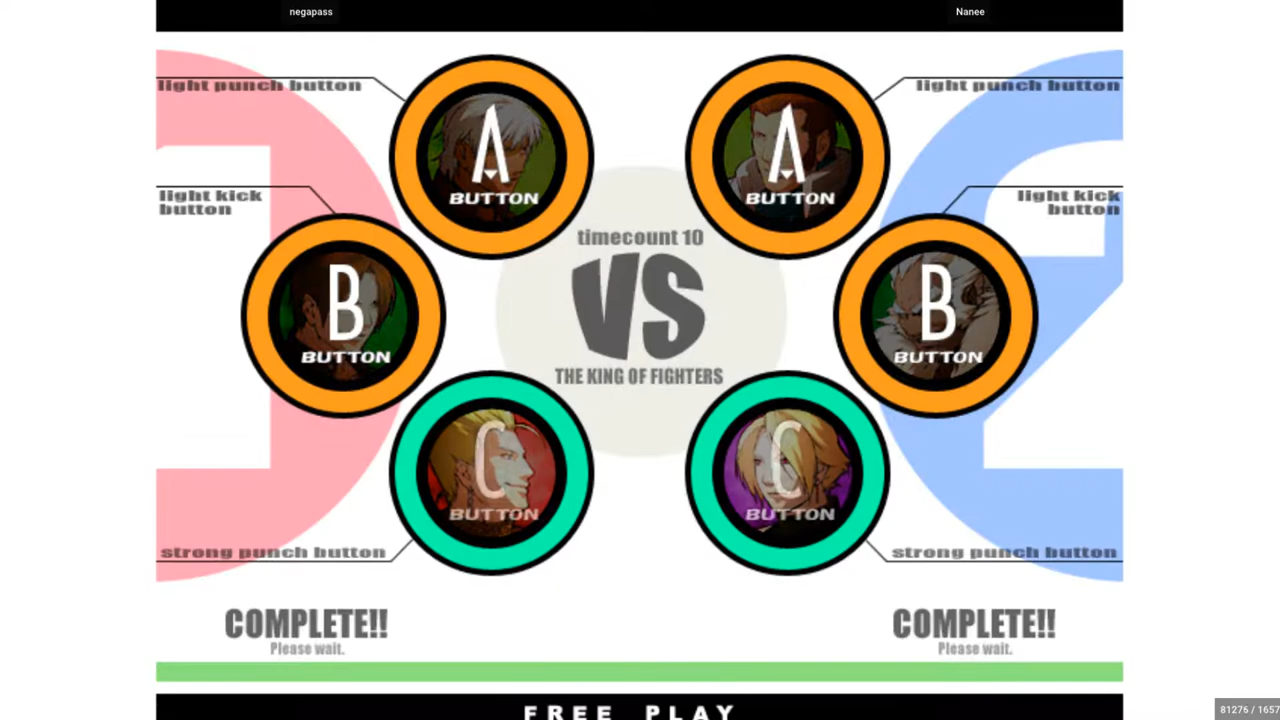 negapass
Nanee
light punch button
light punch button
A
BUTTON
A
BUTTON
light kick
button
light kick
button
timecount 10
VS
THE KING OF FIGHTERS
B
BUTTON
B
BUTTON
C
BUTTON
C
BUTTON
strong punch button
strong punch button
COMPLETE!!
Please wait.
COMPLETE!!
Please wait.
FREE PLAY
81276 / 1657